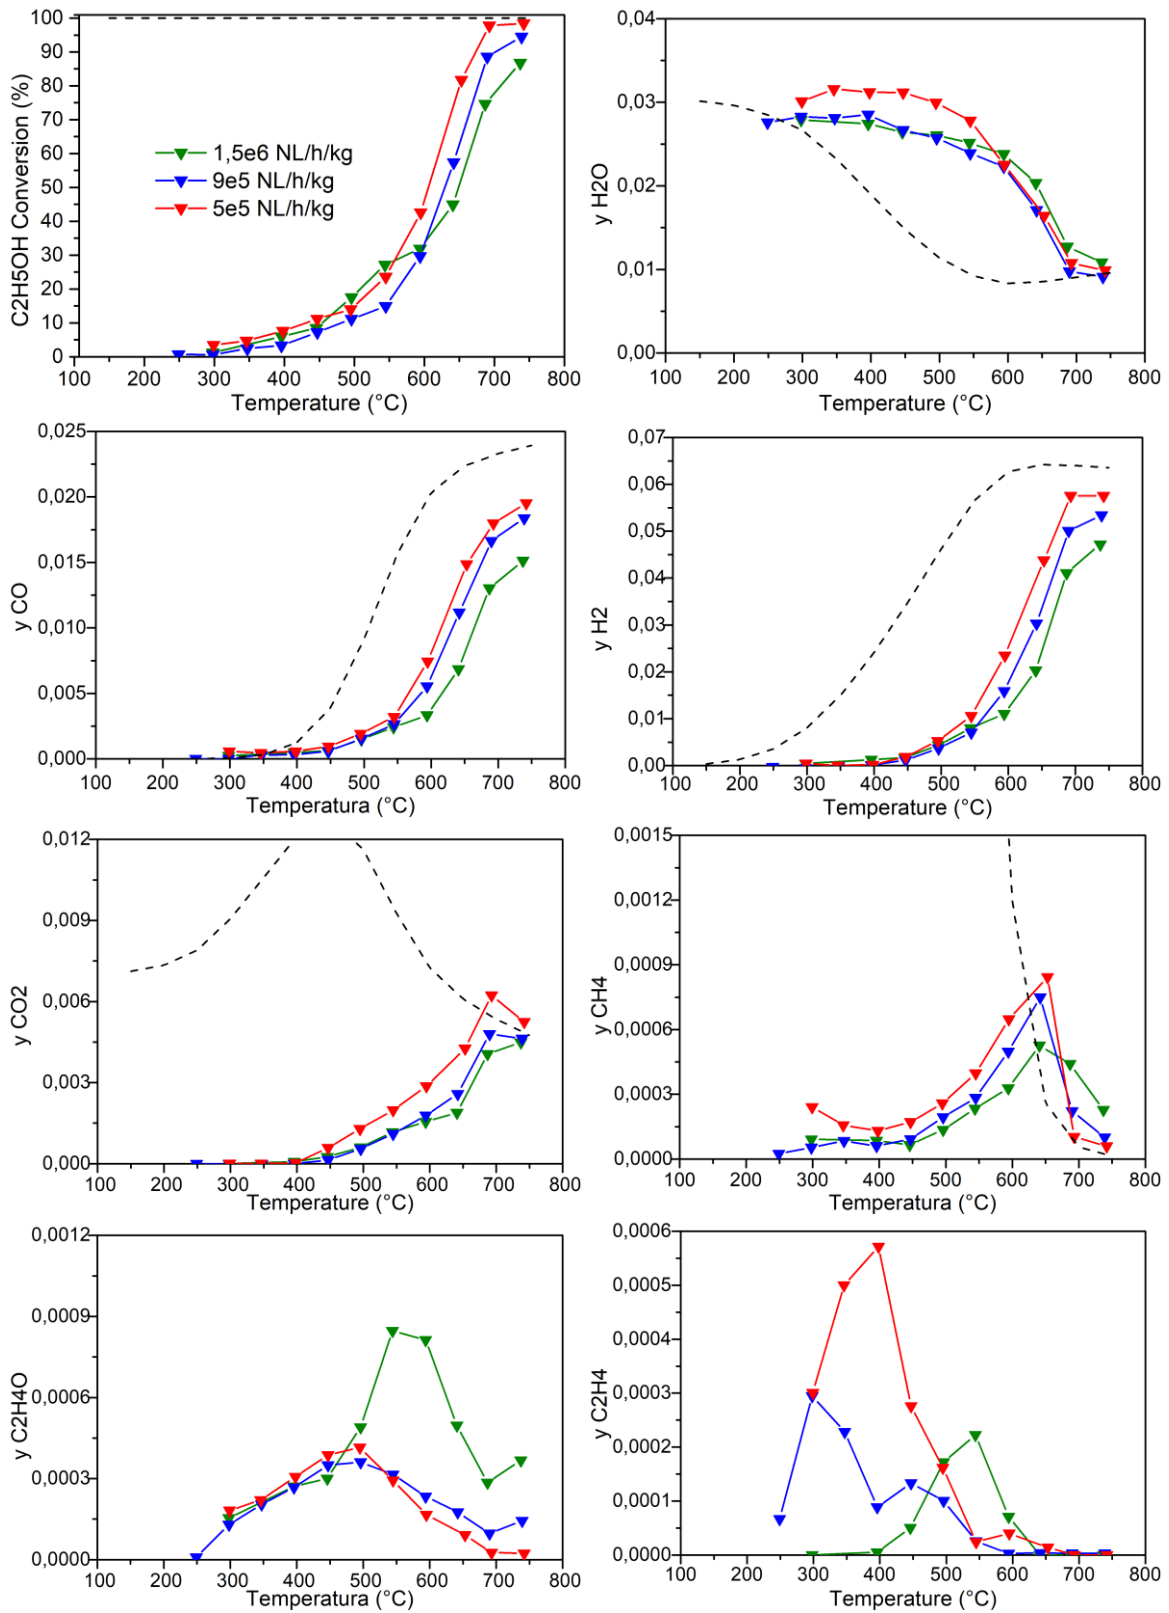 C2H5OH Conversion (%)
100
90
80
70
60
50
40
30
20
10
0
1,5e6 NL/h/kg
9e5 NL/h/kg
5e5 NL/h/kg
100 200 300 400 500 600 700 800
Temperature (°C)
y H2O
0,04
0,03
0,02
0,01
0,00
100 200 300 400 500 600 700 800
Temperature (°C)
y CO
0,025
0,020
0,015
0,010
0,005
0,000
100 200 300 400 500 600 700 800
Temperatura (°C)
y H2
0,07
0,06
0,05
0,04
0,03
0,02
0,01
0,00
100 200 300 400 500 600 700 800
Temperature (°C)
y CO2
0,012
0,009
0,006
0,003
0,000
100 200 300 400 500 600 700 800
Temperature (°C)
y CH4
0,0015
0,0009
0,0006
0,0003
0,0000
100 200 300 400 500 600 700 800
Temperatura (°C)
y C2H4O
0,0012
0,0009
0,0006
0,0003
0,0000
100 200 300 400 500 600 700 800
Temperatura (°C)
y C2H4
0,0006
0,0005
0,0004
0,0003
0,0002
0,0001
0,0000
100 200 300 400 500 600 700 800
Temperature (°C)